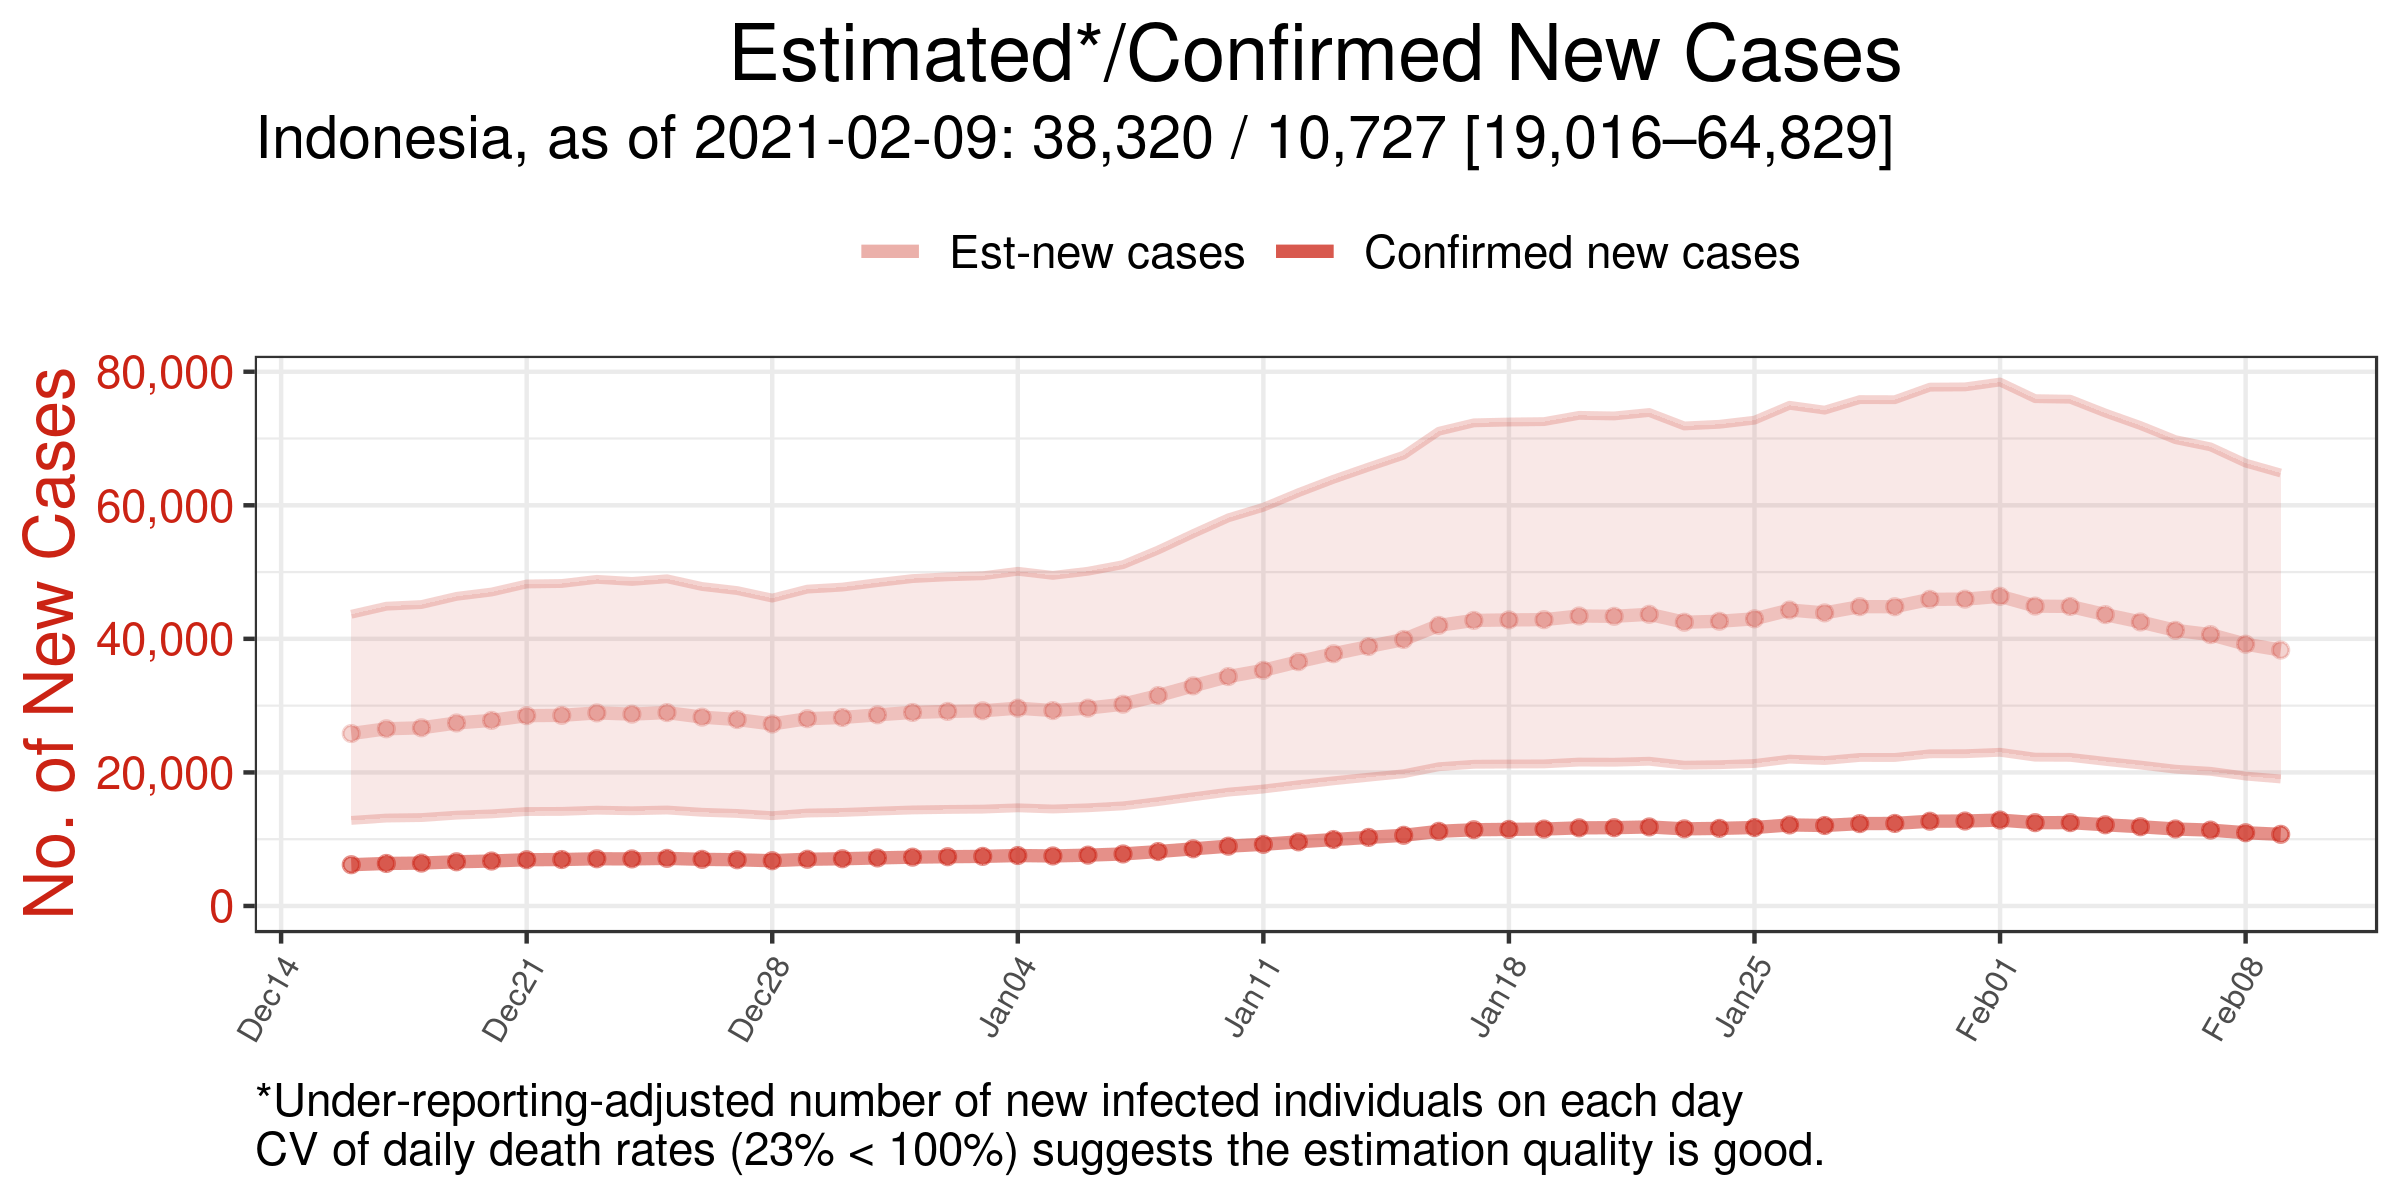 Estimated*/Confirmed New Cases
Indonesia, as of 2021-02-09: 38,320 / 10,727 [19,016–64,829]
Est-new cases Confirmed new cases
No. of New Cases
80,000
60,000
40,000
20,000
0
Dec14 Dec21 Dec28 Jan04 Jan11 Jan18 Jan25 Feb01 Feb08
*Under-reporting-adjusted number of new infected individuals on each day
CV of daily death rates (23% < 100%) suggests the estimation quality is good.